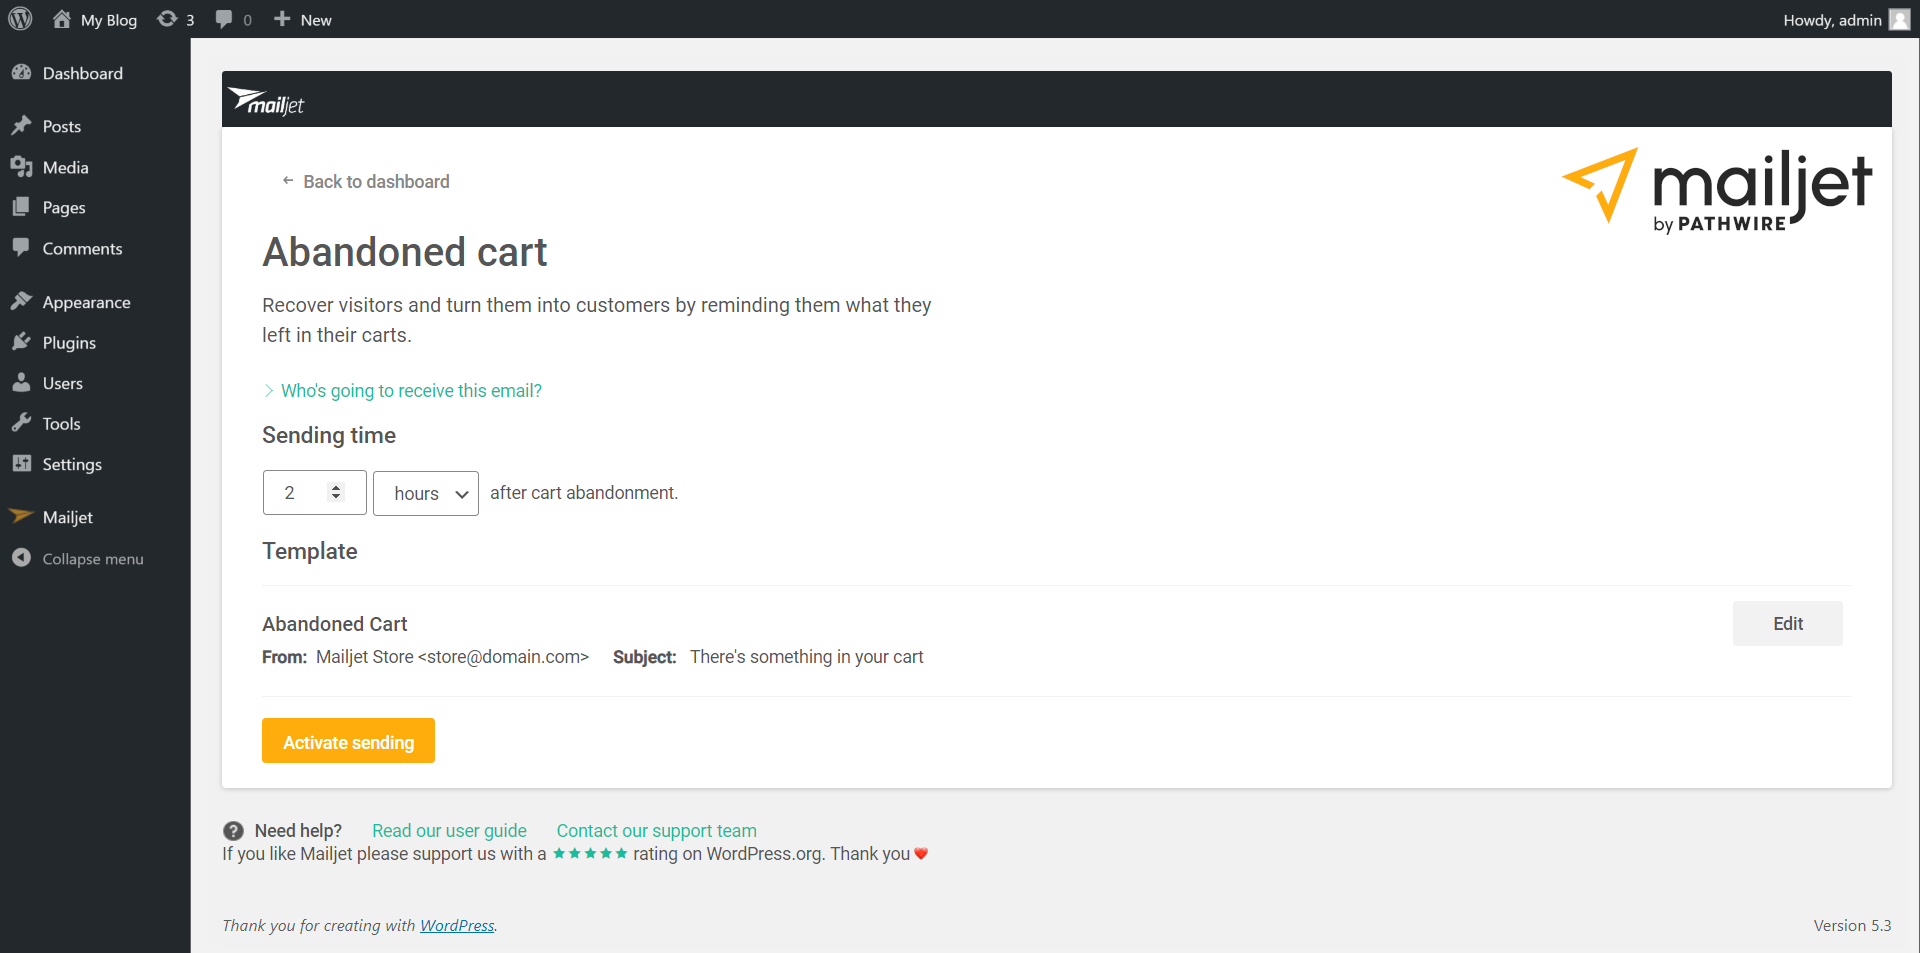 My Blog 3 0 New Howdy, admin
Dashboard
Posts
Media
Pages
Comments
Appearance
Plugins
Users
Tools
Settings
Mailjet
Collapse menu
mailjet
mailjet
by PATHWIRE
← Back to dashboard
Abandoned cart
Recover visitors and turn them into customers by reminding them what they
left in their carts.
Who's going to receive this email?
Sending time
2 hours after cart abandonment.
Template
Abandoned Cart
Edit
From: Mailjet Store <store@domain.com> Subject: There's something in your cart
Activate sending
Need help? Read our user guide Contact our support team
If you like Mailjet please support us with a ★★★★★ rating on WordPress.org. Thank you ❤
Thank you for creating with WordPress.
Version 5.3